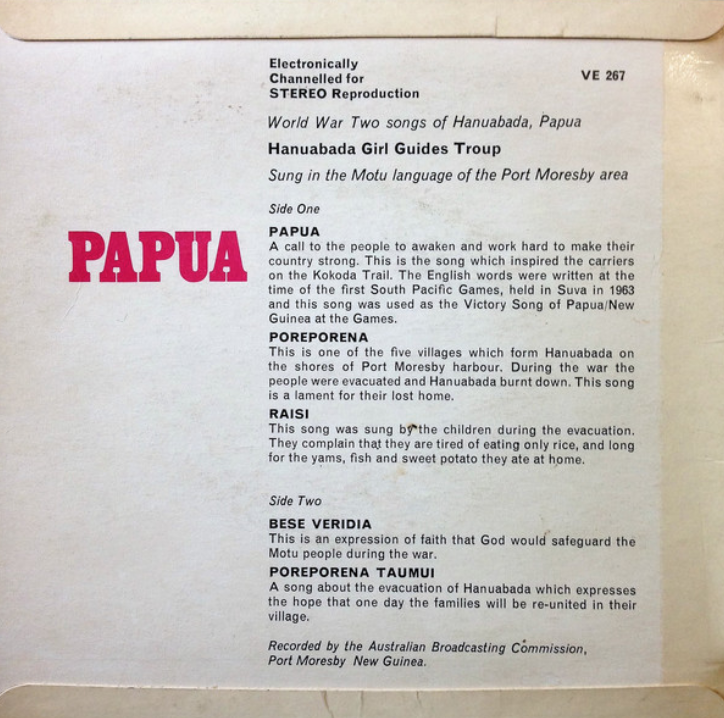 Electronically
Channelled for
STEREO Reproduction
VE 267
World War Two songs of Hanuabada, Papua
Hanuabada Girl Guides Troup
Sung in the Motu language of the Port Moresby area
PAPUA
Side One
PAPUA
A call to the people to awaken and work hard to make their
country strong. This is the song which inspired the carriers
on the Kokoda Trail. The English words were written at the
time of the first South Pacific Games, held in Suva in 1963
and this song was used as the Victory Song of Papua/New
Guinea at the Games.
POREPORENA
This is one of the five villages which form Hanuabada on
the shores of Port Moresby harbour. During the war the
people were evacuated and Hanuabada burnt down. This song
is a lament for their lost home.
RAISI
This song was sung by the children during the evacuation.
They complain that they are tired of eating only rice, and long
for the yams, fish and sweet potato they ate at home.
Side Two
BESE VERIDIA
This is an expression of faith that God would safeguard the
Motu people during the war.
POREPORENA TAUMUI
A song about the evacuation of Hanuabada which expresses
the hope that one day the families will be re-united in their
village.
Recorded by the Australian Broadcasting Commission,
Port Moresby New Guinea.